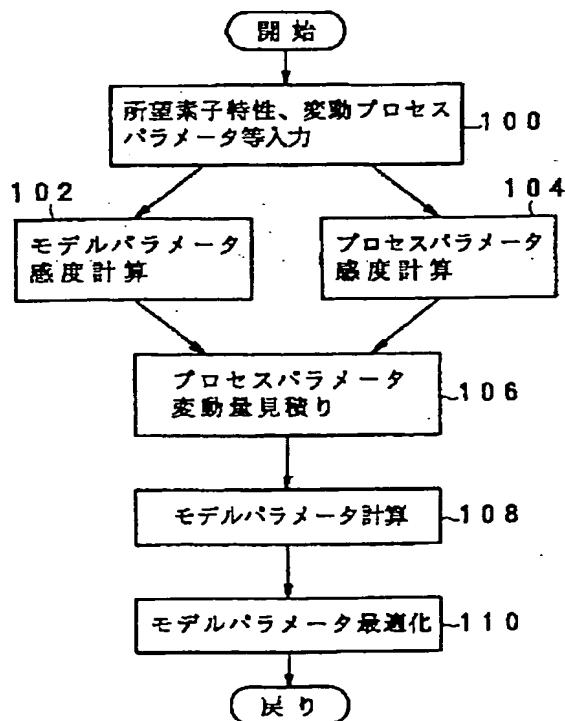 開始
所望素子特性、変動プロセス
パラメータ等入力
100
102
モデルパラメータ
感度計算
104
プロセスパラメータ
感度計算
プロセスパラメータ
変動量見積り
106
モデルパラメータ計算
108
モデルパラメータ最適化
110
戻り